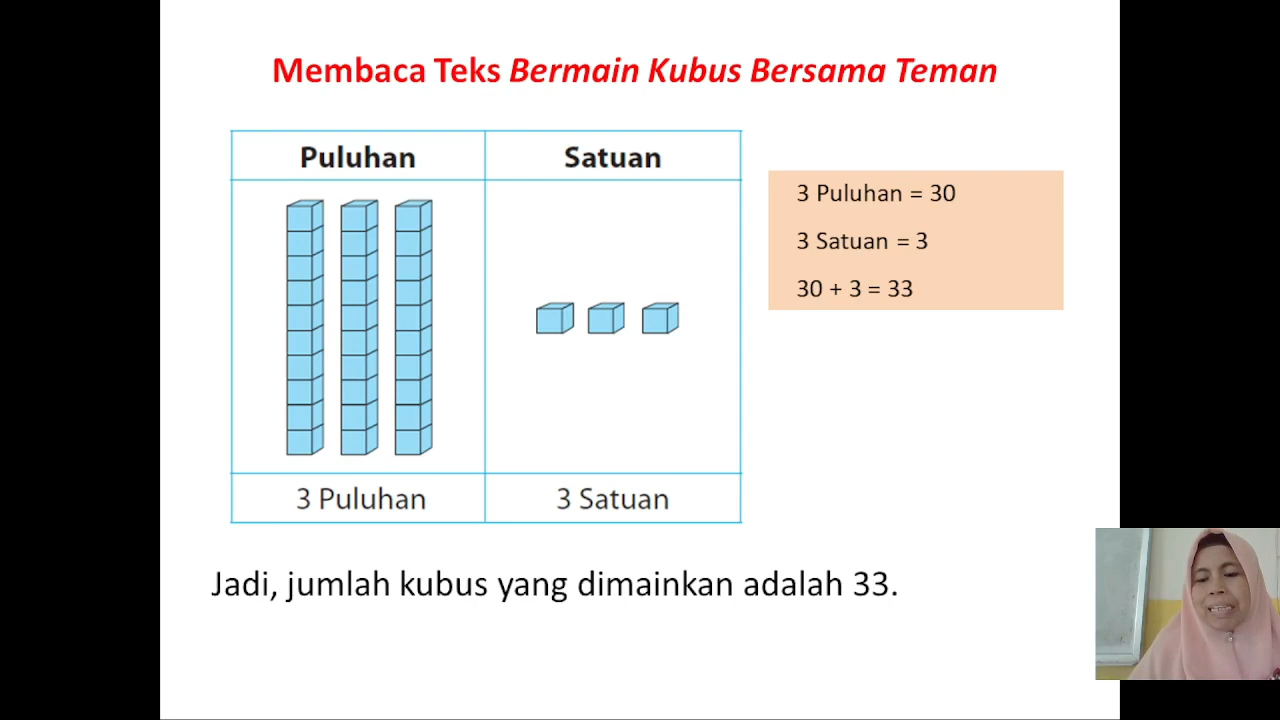 Membaca Teks Bermain Kubus Bersama Teman
Puluhan
Satuan
3 Puluhan
3 Satuan
3 Puluhan = 30
3 Satuan = 3
30 + 3 = 33
Jadi, jumlah kubus yang dimainkan adalah 33.